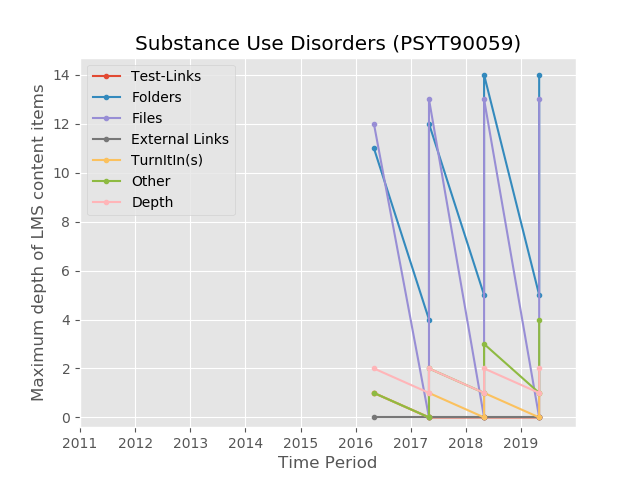 Substance Use Disorders (PSYT90059)
Test-Links
Folders
Files
External Links
TurnItIn(s)
Other
Depth
Maximum depth of LMS content items
14
12
10
8
6
4
2
0
2011 2012 2013 2014 2015 2016 2017 2018 2019
Time Period